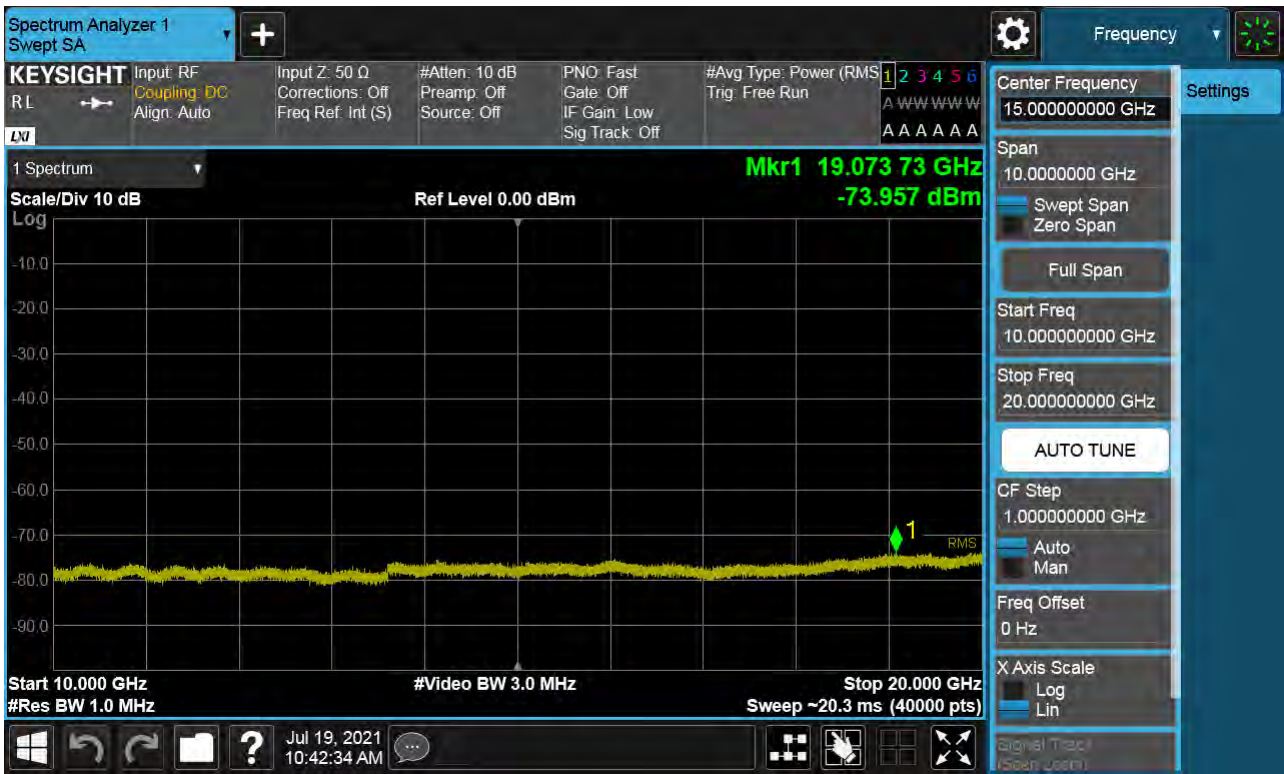 Spectrum Analyzer 1
Swept SA
+
Frequency
KEYSIGHT
RL
LXI
Input: RF
Coupling: DC
Align: Auto
Input Z: 50 Ω
Corrections: Off
Freq Ref: Int (S)
#Atten: 10 dB
Preamp: Off
Source: Off
PNO: Fast
Gate: Off
IF Gain: Low
Sig Track: Off
#Avg Type: Power (RMS
Trig: Free Run
1 2 3 4 5 6
A W W W W W
A A A A A A
1 Spectrum
Scale/Div 10 dB
Log
Ref Level 0.00 dBm
Mkr1 19.073 73 GHz
-73.957 dBm
-10.0
-20.0
-30.0
-40.0
-50.0
-60.0
-70.0
-80.0
-90.0
1
RMS
Start 10.000 GHz
#Res BW 1.0 MHz
#Video BW 3.0 MHz
Stop 20.000 GHz
Sweep ~20.3 ms (40000 pts)
Center Frequency
15.000000000 GHz
Settings
Span
10.0000000 GHz
Swept Span
Zero Span
Full Span
Start Freq
10.000000000 GHz
Stop Freq
20.000000000 GHz
AUTO TUNE
CF Step
1.000000000 GHz
Auto
Man
Freq Offset
0 Hz
X Axis Scale
Log
Lin
Signal Track
(Span Zoom)
?
Jul 19, 2021
10:42:34 AM